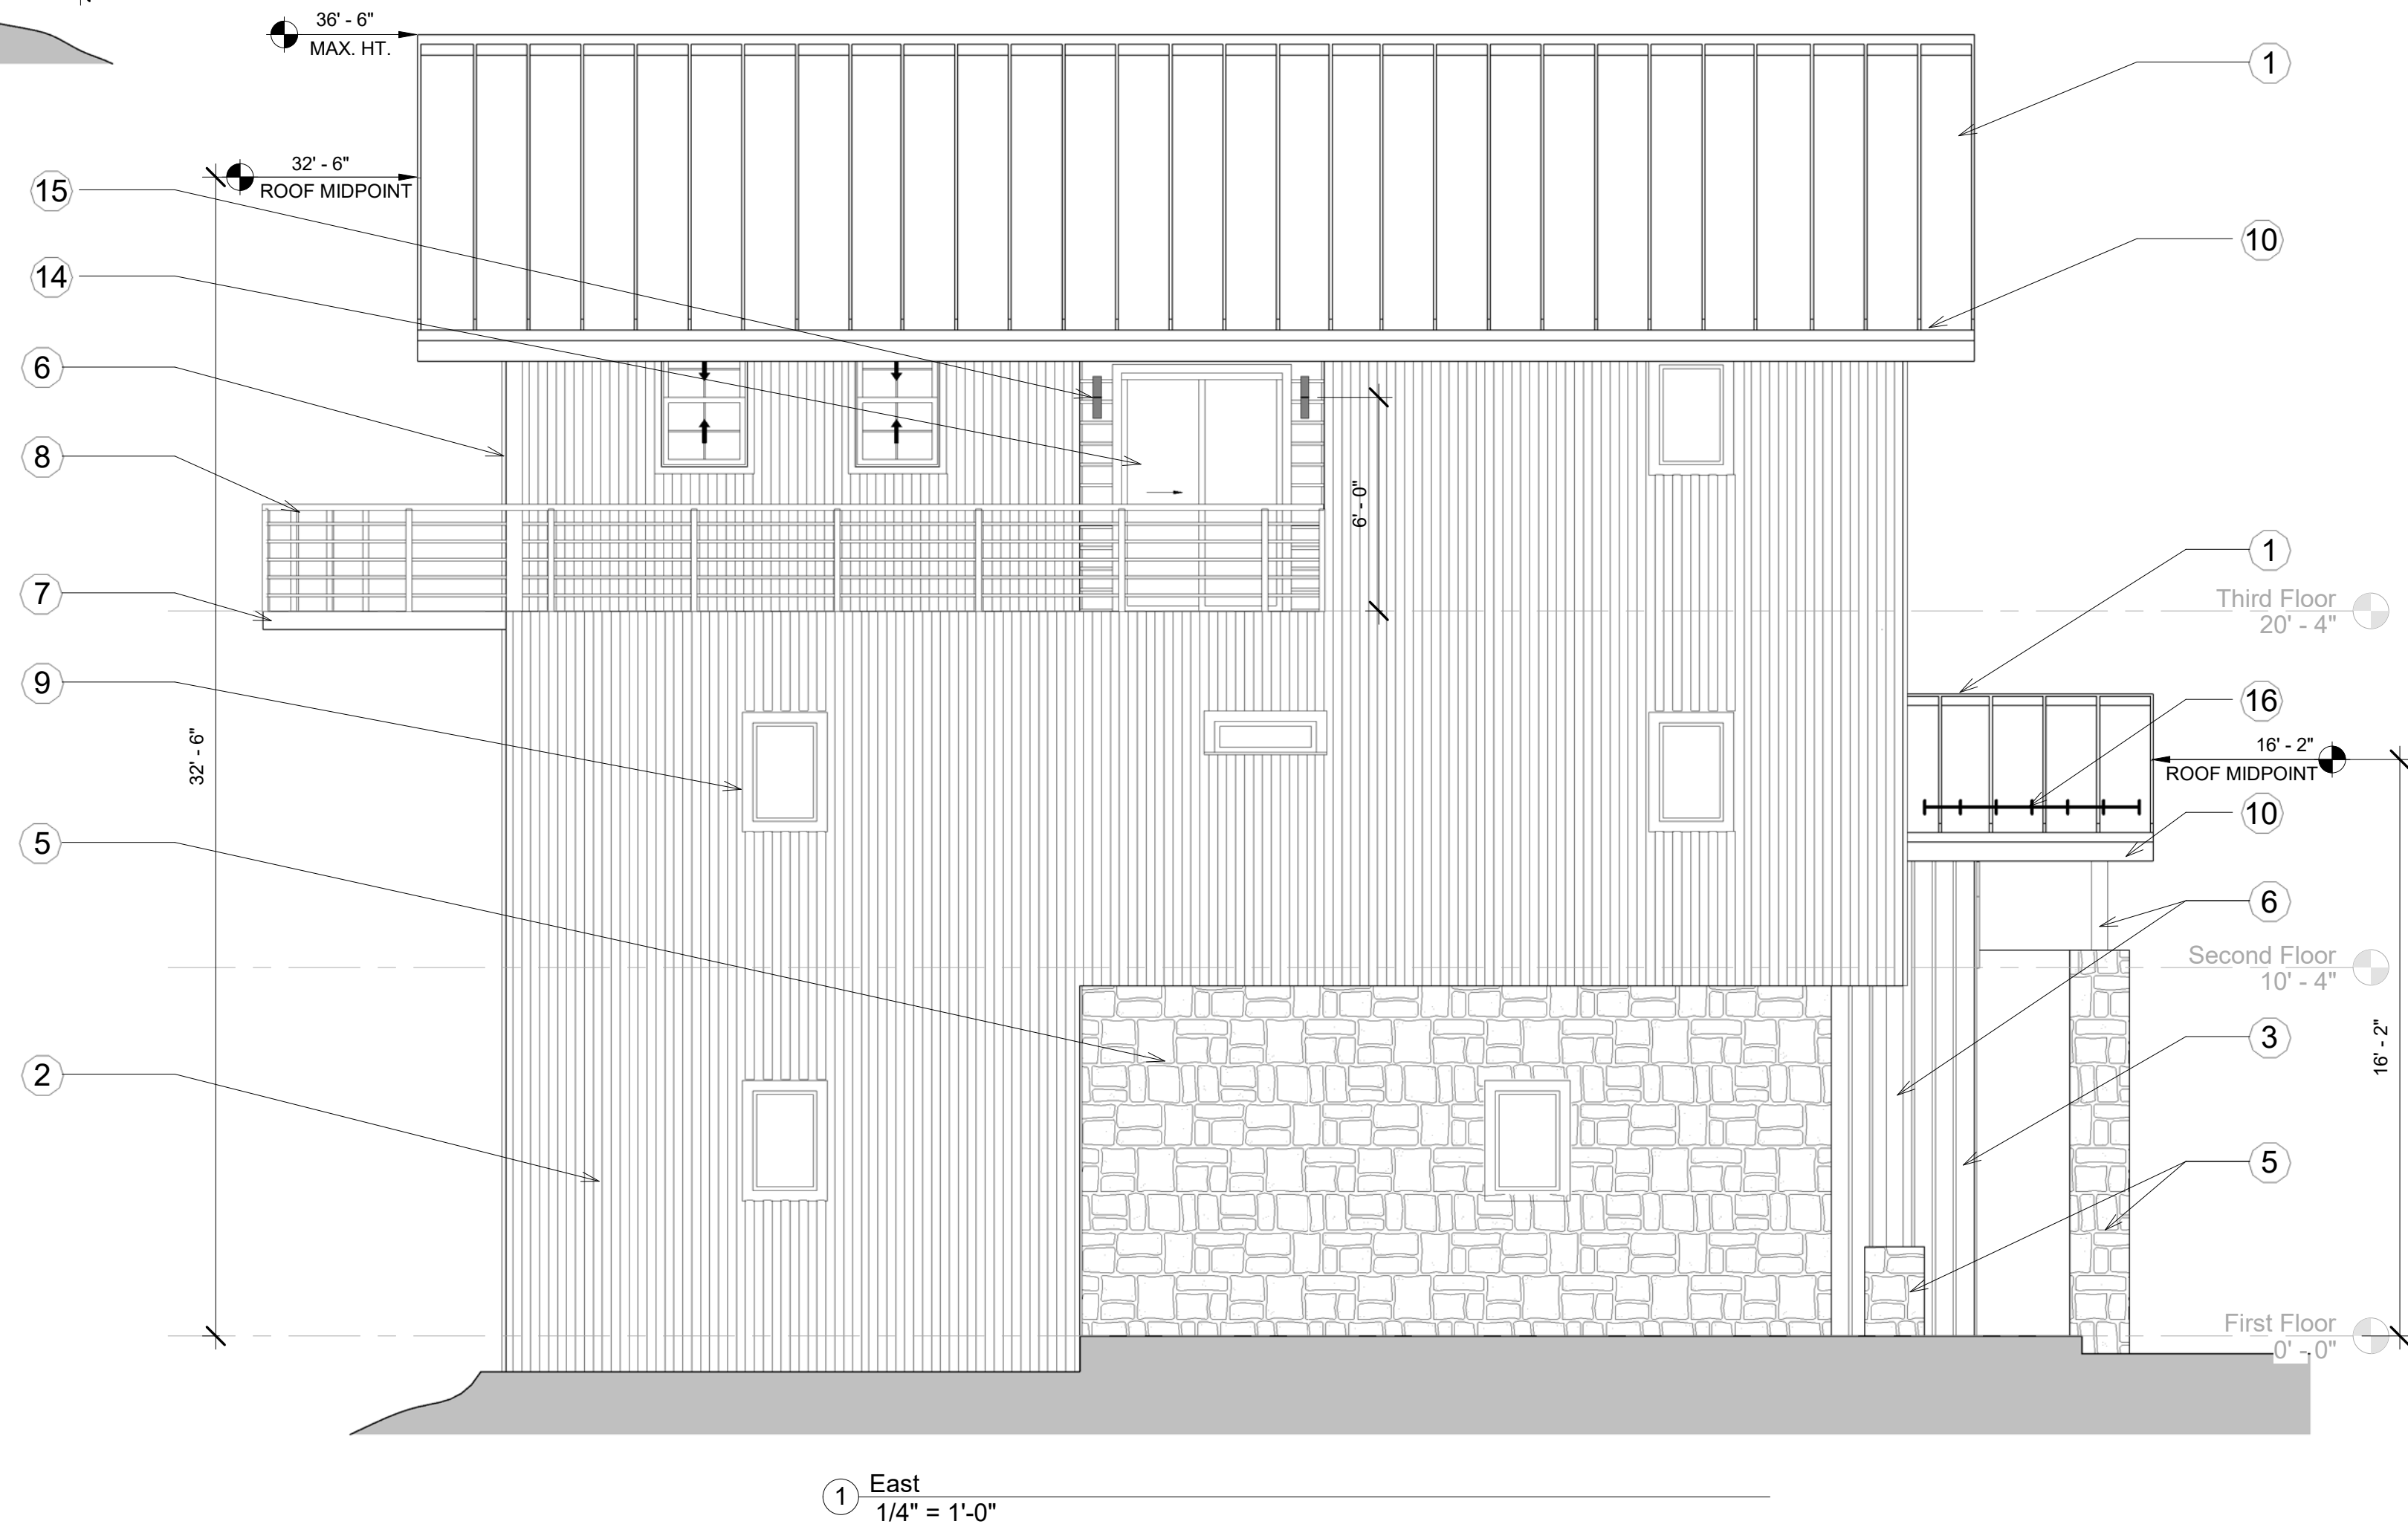 36' - 6"
MAX. HT.
1
32' - 6"
ROOF MIDPOINT
15
10
14
6
8
6' - 0"
1
7
Third Floor
20' - 4"
9
16
32' - 6"
16' - 2"
ROOF MIDPOINT
10
5
6
Second Floor
10' - 4"
3
16' - 2"
2
5
First Floor
0' - 0"
1
East
1/4" = 1'-0"